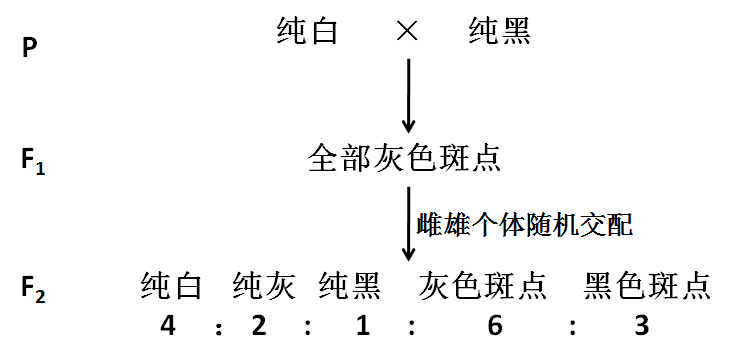 P 纯白 × 纯黑
F1 全部灰色斑点
雌雄个体随机交配
F2 纯白 纯灰 纯黑 灰色斑点 黑色斑点
4 : 2 : 1 : 6 : 3